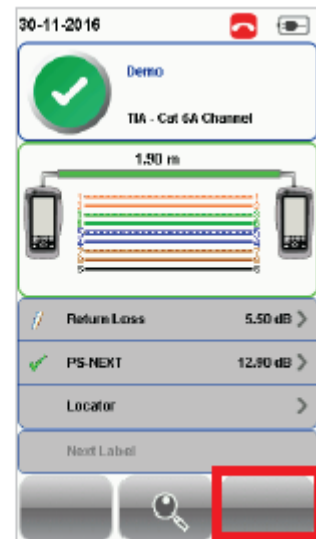 30-11-2016
Demo
TIA - Cat 6A Channel
1.90 m
Return Loss 5.50 dB
PS-NEXT 12.90 dB
Locator
Next Label